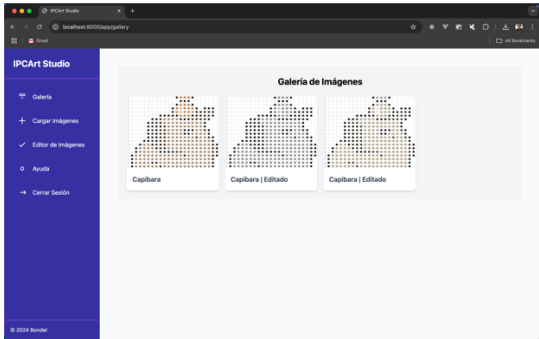 IPCArt Studio
localhost:8000/app/gallery
Gmail
All Bookmarks
IPCArt Studio
Galería
Cargar Imágenes
Editor de Imágenes
Ayuda
Cerrar Sesión
Galería de Imágenes
Capibara
Capibara | Editado
Capibara | Editado
© 2024 Bondel